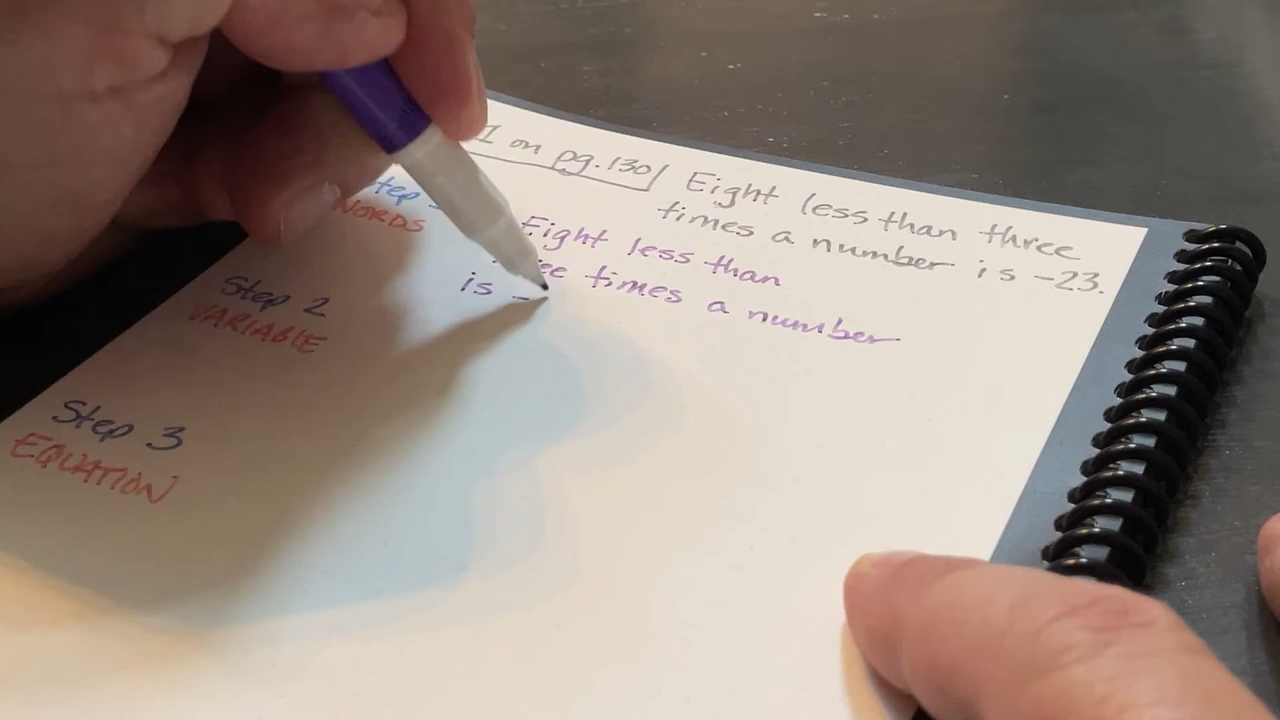 1 on pg.130 Eight less than three
times a number is -23.
Step
WORDS
Eight less than
times a number
is -
Step 2
VARIABLE
Step 3
EQUATION